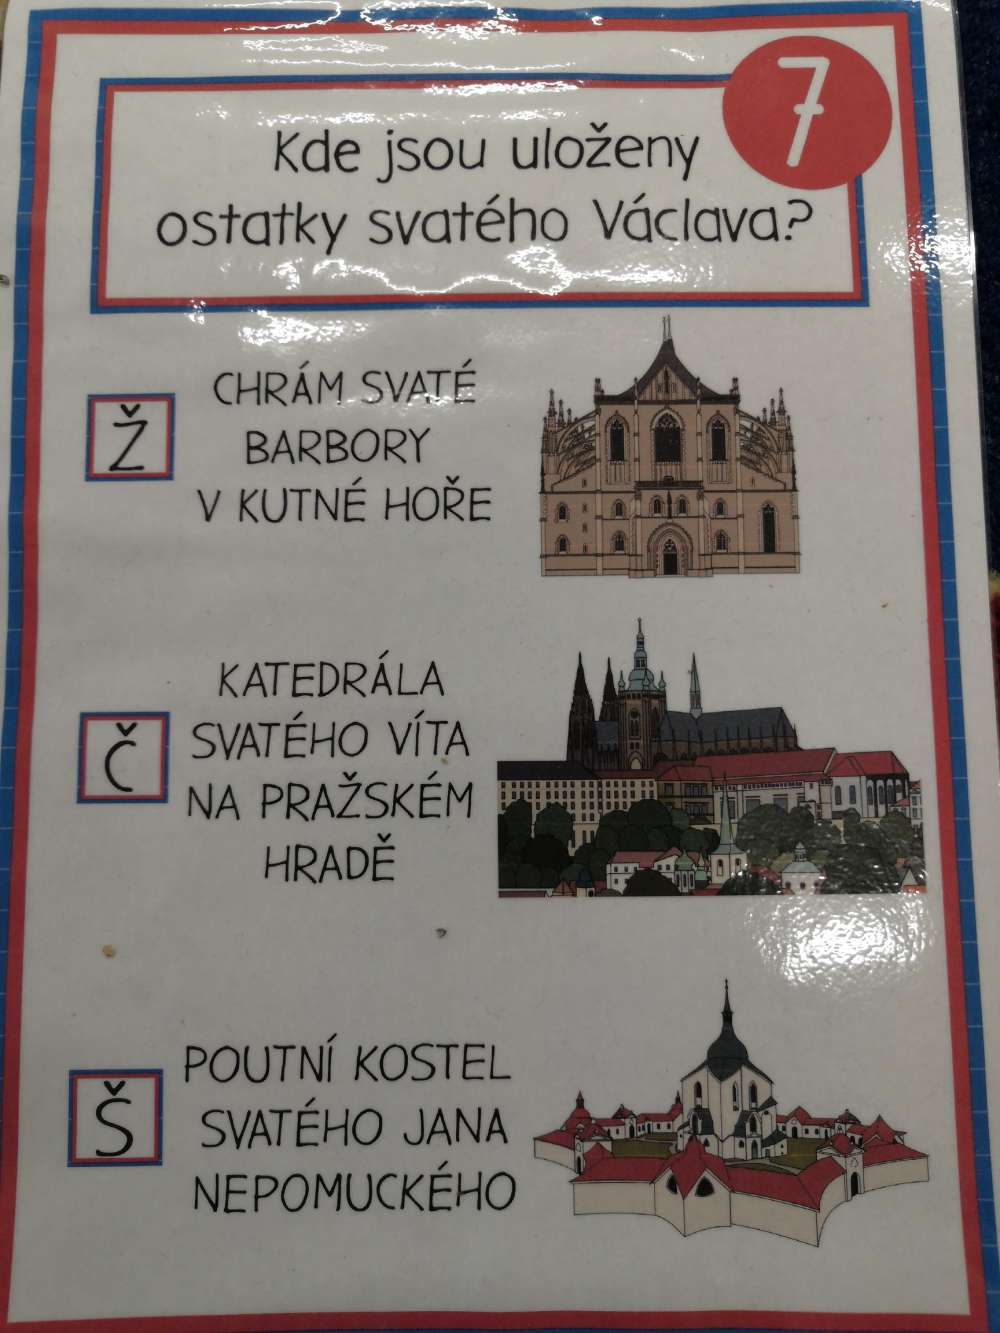 7
Kde jsou uloženy
ostatky svatého Václava?
Ž
CHRÁM SVATÉ
BARBORY
V KUTNÉ HOŘE
Č
KATEDRÁLA
SVATÉHO VÍTA
NA PRAŽSKÉM
HRADĚ
Š
POUTNÍ KOSTEL
SVATÉHO JANA
NEPOMUCKÉHO